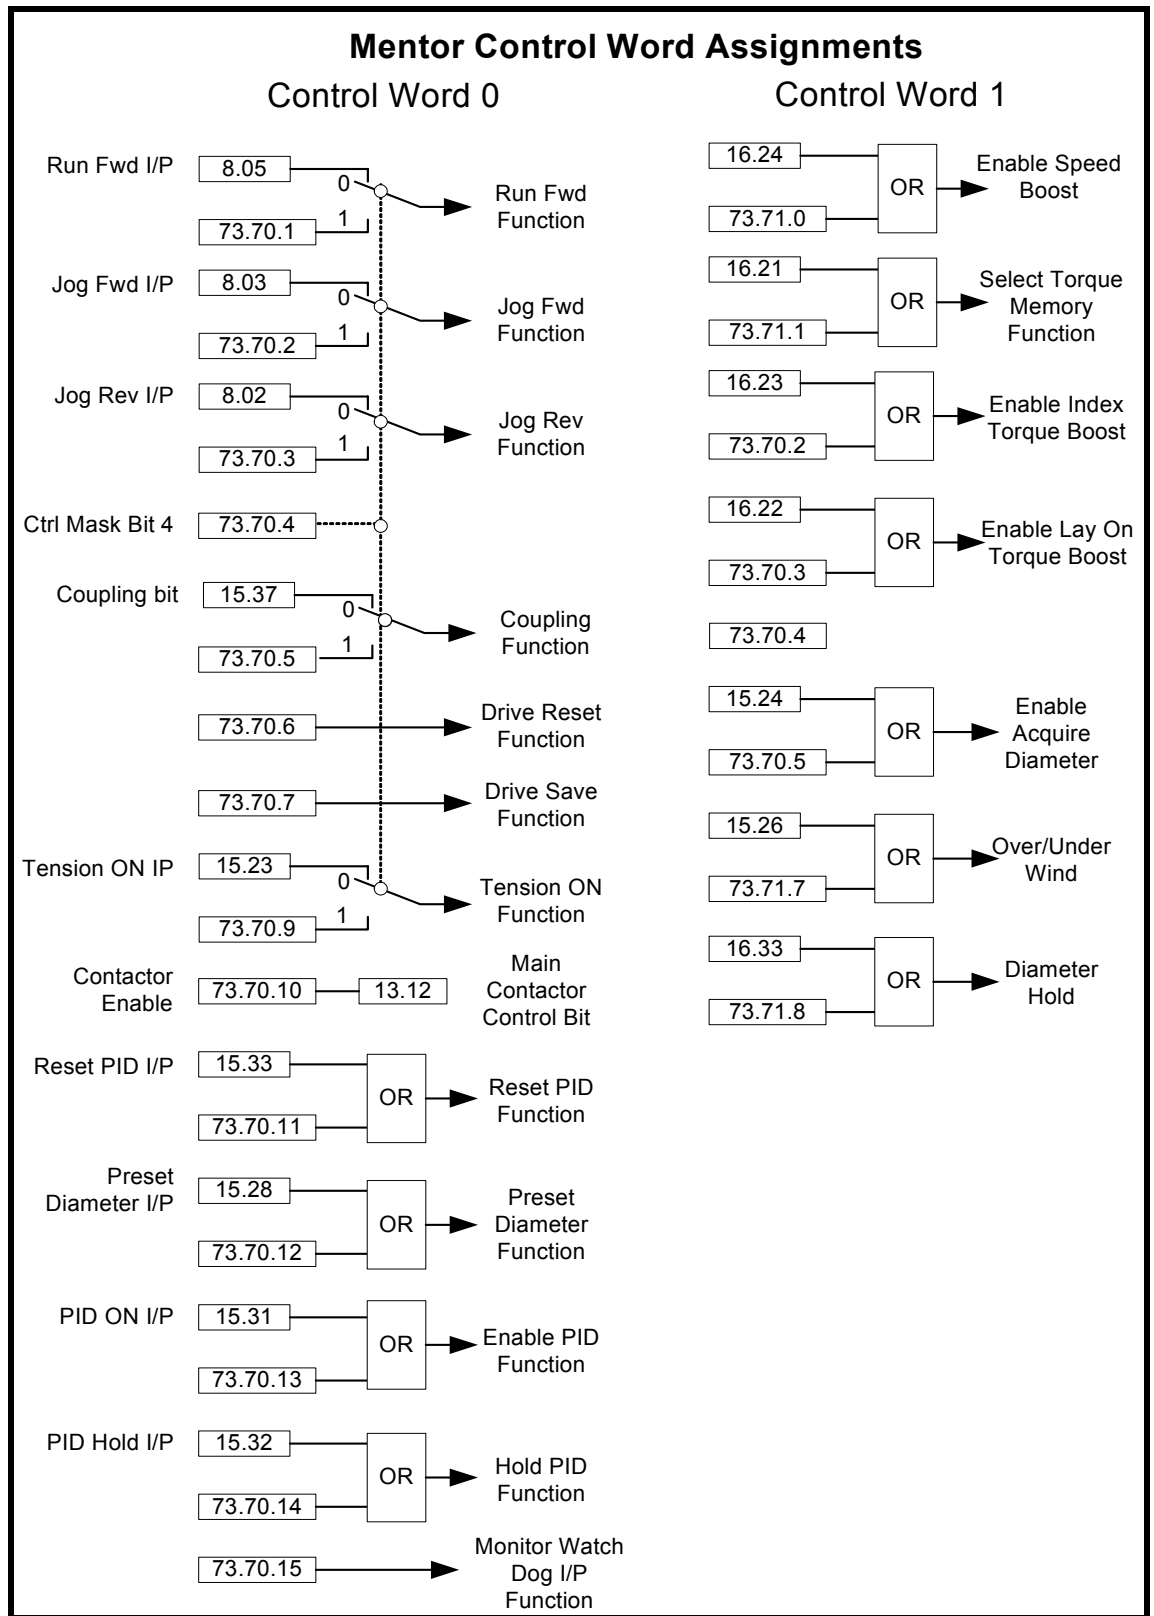 Mentor Control Word Assignments
Control Word 0
Run Fwd I/P
8.05
0
1
73.70.1
Run Fwd
Function
Jog Fwd I/P
8.03
0
1
73.70.2
Jog Fwd
Function
Jog Rev I/P
8.02
0
1
73.70.3
Jog Rev
Function
Ctrl Mask Bit 4
73.70.4
Coupling bit
15.37
0
1
73.70.5
Coupling
Function
73.70.6
Drive Reset
Function
73.70.7
Drive Save
Function
Tension ON IP
15.23
0
1
73.70.9
Tension ON
Function
Contactor
Enable
73.70.10
13.12
Main
Contactor
Control Bit
Reset PID I/P
15.33
73.70.11
OR
Reset PID
Function
Preset
Diameter I/P
15.28
73.70.12
OR
Preset
Diameter
Function
PID ON I/P
15.31
73.70.13
OR
Enable PID
Function
PID Hold I/P
15.32
73.70.14
OR
Hold PID
Function
73.70.15
Monitor Watch
Dog I/P
Function
Control Word 1
16.24
73.71.0
OR
Enable Speed
Boost
16.21
73.71.1
OR
Select Torque
Memory
Function
16.23
73.70.2
OR
Enable Index
Torque Boost
16.22
73.70.3
OR
Enable Lay On
Torque Boost
73.70.4
15.24
73.70.5
OR
Enable
Acquire
Diameter
15.26
73.71.7
OR
Over/Under
Wind
16.33
73.71.8
OR
Diameter
Hold